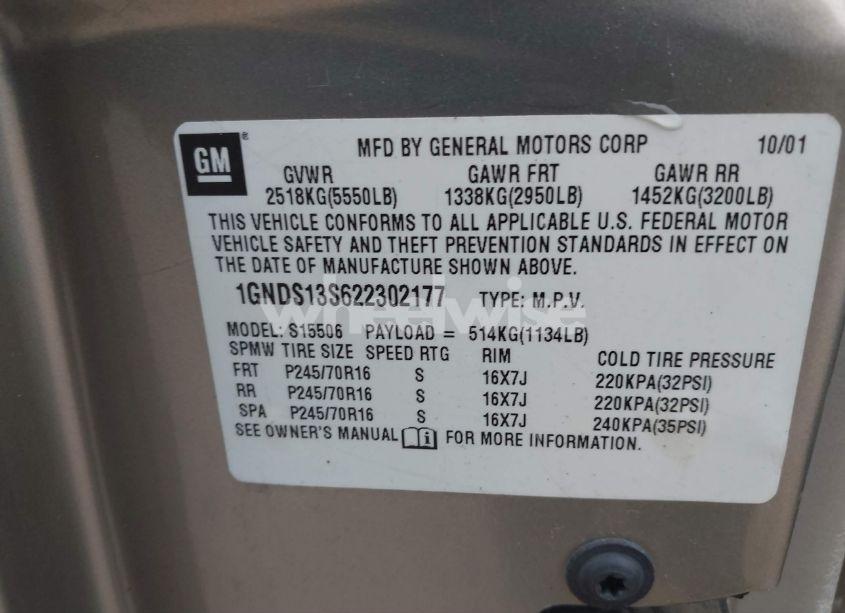 GM ®
MFD BY GENERAL MOTORS CORP 10/01
GVWR GAWR FRT GAWR RR
2518KG(5550LB) 1338KG(2950LB) 1452KG(3200LB)
THIS VEHICLE CONFORMS TO ALL APPLICABLE U.S. FEDERAL MOTOR
VEHICLE SAFETY AND THEFT PREVENTION STANDARDS IN EFFECT ON
THE DATE OF MANUFACTURE SHOWN ABOVE.
1GNDS13S622302177 TYPE: M.P.V.
wheelwise
MODEL: S15506 PAYLOAD = 514KG(1134LB)
SPMW TIRE SIZE SPEED RTG RIM COLD TIRE PRESSURE
FRT P245/70R16 S 16X7J 220KPA(32PSI)
RR P245/70R16 S 16X7J 220KPA(32PSI)
SPA P245/70R16 S 16X7J 240KPA(35PSI)
SEE OWNER'S MANUAL i FOR MORE INFORMATION.